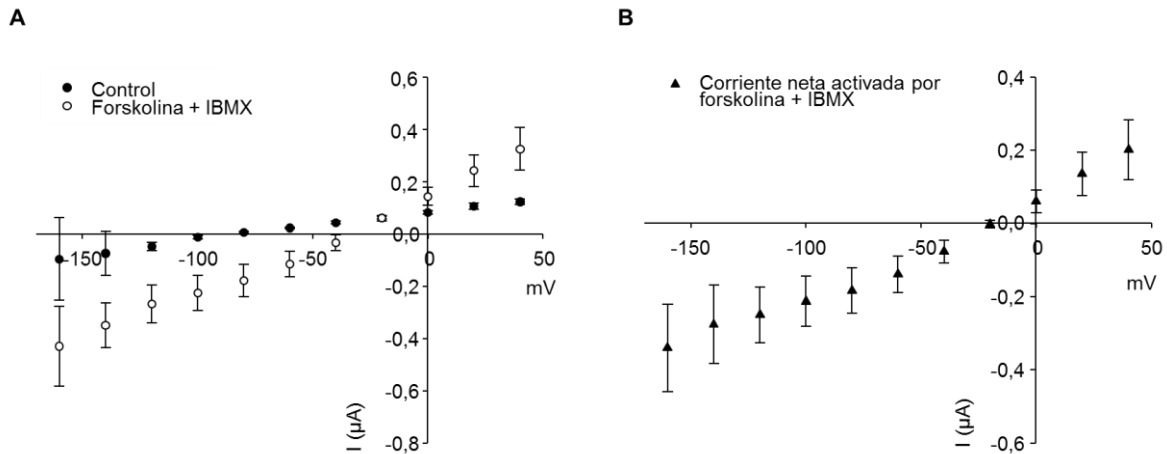 A
Control
Forskolina + IBMX
0,6
0,4
0,2
0,0
-0,2
-0,4
-0,6
-0,8
-150
-100
-50
0
50
mV
I (µA)
B
Corriente neta activada por
forskolina + IBMX
0,4
0,2
0,0
-0,2
-0,4
-0,6
-150
-100
-50
0
50
mV
I (µA)